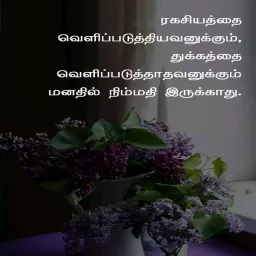 ரகசியத்தை
வெளிப்படுத்தியவனுக்கும்,
துக்கத்தை
வெளிப்படுத்தாதவனுக்கும்
மனதில் நிம்மதி இருக்காது.